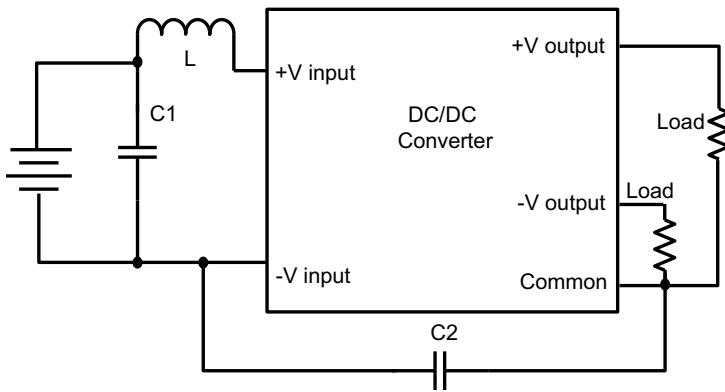 L
C1
+V input
-V input
DC/DC
Converter
+V output
-V output
Common
Load
Load
C2